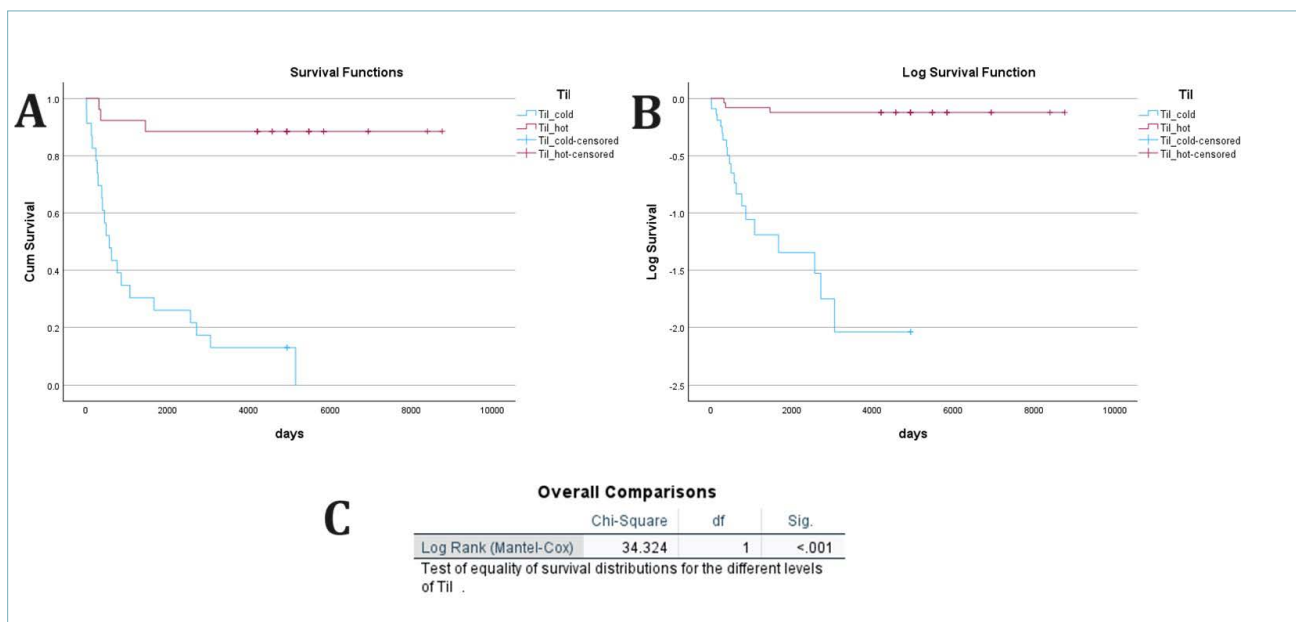 A
Survival Functions
Cum Survival
1.0
0.8
0.6
0.4
0.2
0.0
0
2000
4000
6000
8000
10000
days
Til
Til_cold
Til_hot
Til_cold-censored
Til_hot-censored
B
Log Survival Function
Log Survival
0.0
-0.5
-1.0
-1.5
-2.0
-2.5
0
2000
4000
6000
8000
10000
days
Til
Til_cold
Til_hot
Til_cold-censored
Til_hot-censored
C
Overall Comparisons
Chi-Square df Sig.
Log Rank (Mantel-Cox) 34.324 1 <.001
Test of equality of survival distributions for the different levels
of Til .